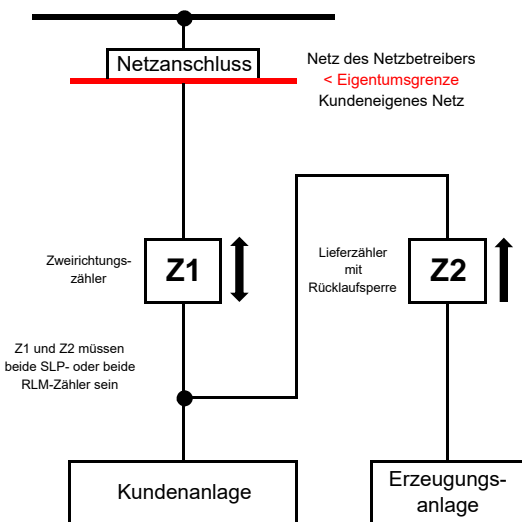 Netzanschluss
Netz des Netzbetreibers
< Eigentumsgrenze
Kundeneigenes Netz
Zweirichtungs-
zähler
Z1
Lieferzähler
mit
Rücklaufsperre
Z2
Z1 und Z2 müssen
beide SLP- oder beide
RLM-Zähler sein
Kundenanlage
Erzeugungs-
anlage